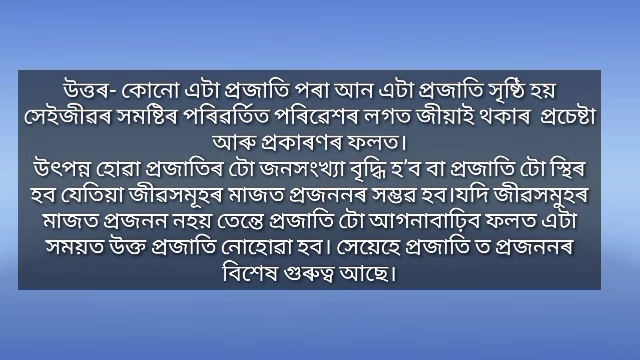 উত্তৰ- কোনো এটা প্ৰজাতি পৰা আন এটা প্ৰজাতি সৃষ্ঠি হয়
সেইজীৱৰ সমষ্টিৰ পৰিৱৰ্তিত পৰিৱেশৰ লগত জীয়াই থকাৰ প্ৰচেষ্টা
আৰু প্ৰকাৰণৰ ফলত।
উৎপন্ন হোৱা প্ৰজাতিৰ টো জনসংখ্যা বৃদ্ধি হ'ব বা প্ৰজাতি টো স্থিৰ
হব যেতিয়া জীৱসমূহৰ মাজত প্ৰজননৰ সম্ভৱ হব।যদি জীৱসমুহৰ
মাজত প্ৰজনন নহয় তেন্তে প্ৰজাতি টো আগনাবাঢ়িব ফলত এটা
সময়ত উক্ত প্ৰজাতি নোহোৱা হব। সেয়েহে প্ৰজাতি ত প্ৰজননৰ
বিশেষ গুৰুত্ব আছে।